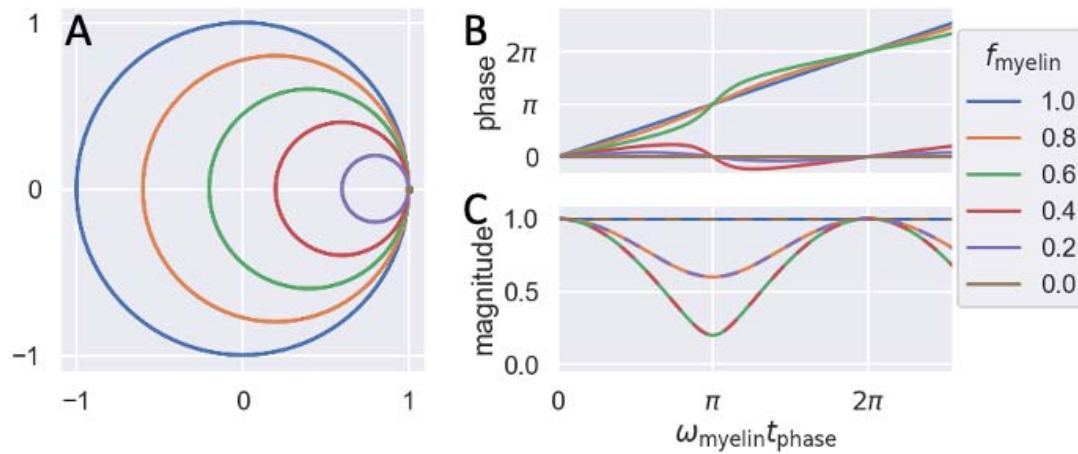 A
1
0
−1
−1
0
1
B
phase
2π
π
0
C
magnitude
1.0
0.5
0.0
0
π
2π
ω_myelin t_phase
f_myelin
1.0
0.8
0.6
0.4
0.2
0.0